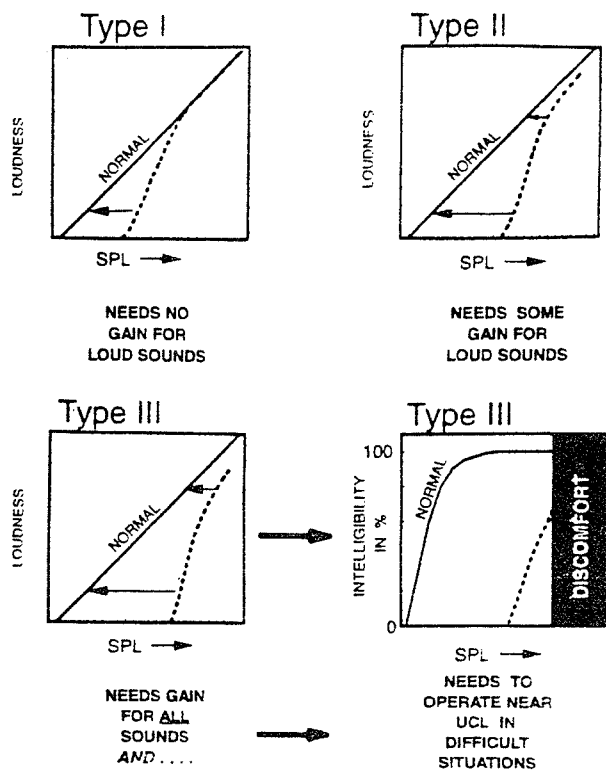 Type I
LOUDNESS
NORMAL
SPL
NEEDS NO
GAIN FOR
LOUD SOUNDS
Type II
LOUDNESS
NORMAL
SPL
NEEDS SOME
GAIN FOR
LOUD SOUNDS
Type III
LOUDNESS
NORMAL
SPL
NEEDS GAIN
FOR ALL
SOUNDS
AND ....
Type III
100
INTELLIGIBILITY
IN %
0
NORMAL
DISCOMFORT
SPL
NEEDS TO
OPERATE NEAR
UCL IN
DIFFICULT
SITUATIONS